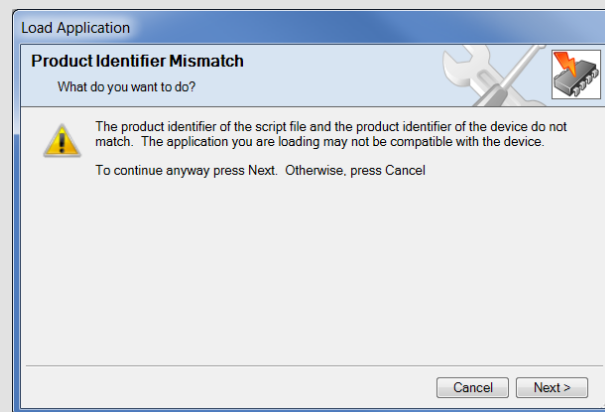 Load Application
Product Identifier Mismatch
What do you want to do?
The product identifier of the script file and the product identifier of the device do not
match.  The application you are loading may not be compatible with the device.
To continue anyway press Next.  Otherwise, press Cancel
Cancel
Next >